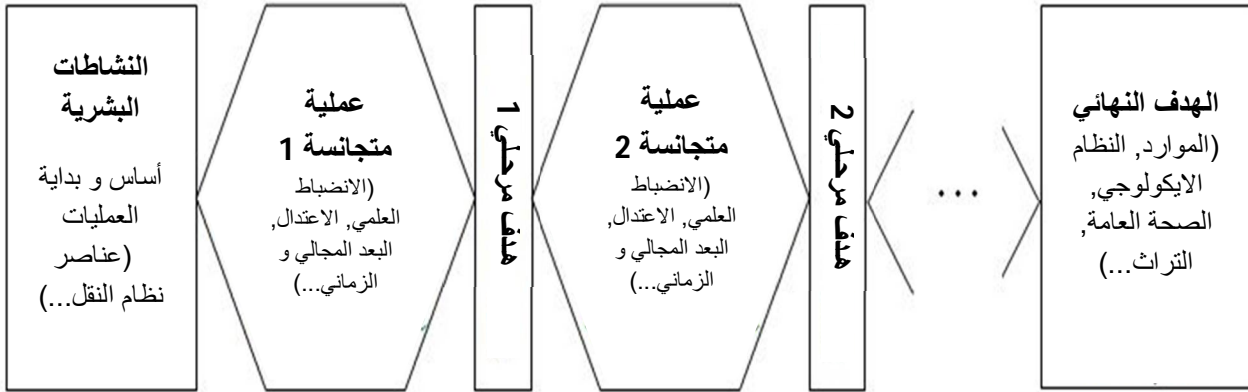 النشاطات
البشرية
أساس و بداية
العمليات
(عناصر
نظام النقل...)
عملية
متجانسة 1
(الانضباط
العلمي, الاعتدال,
البعد المجالي و
الزماني...)
هدف مرحلي 1
عملية
متجانسة 2
(الانضباط
العلمي, الاعتدال,
البعد المجالي و
الزماني...)
هدف مرحلي 2
...
الهدف النهائي
(الموارد, النظام
الايكولوجي,
الصحة العامة,
التراث...)